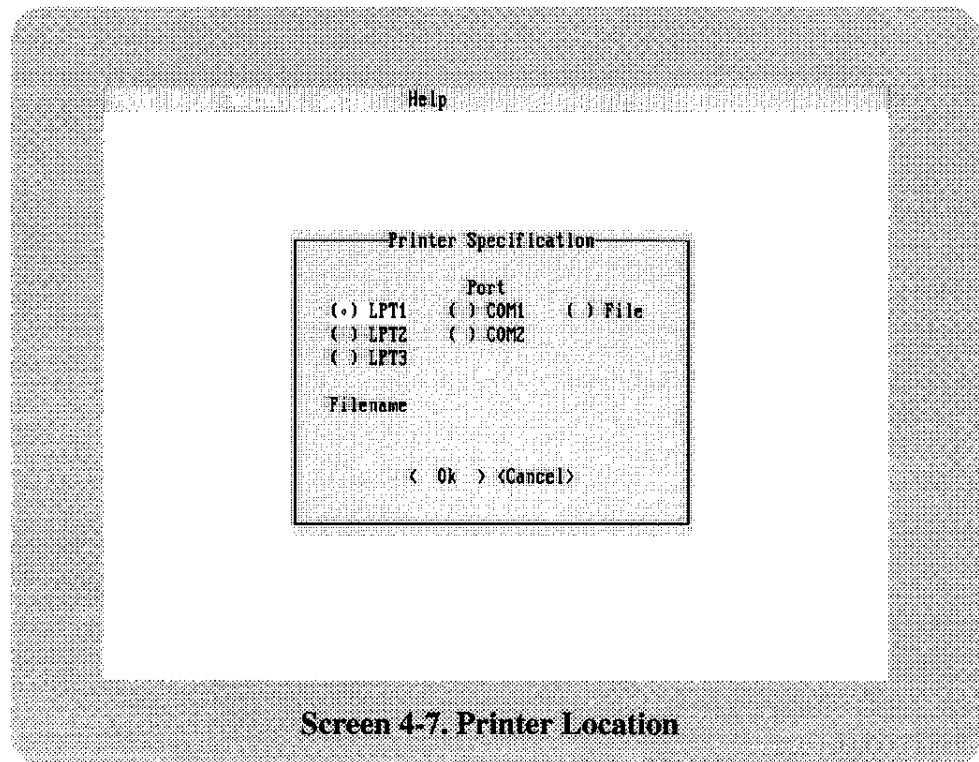 Help
Printer Specification
Port
(•) LPT1 ( ) COM1 ( ) File
( ) LPT2 ( ) COM2
( ) LPT3
Filename
< Ok > <Cancel>
Screen 4-7. Printer Location